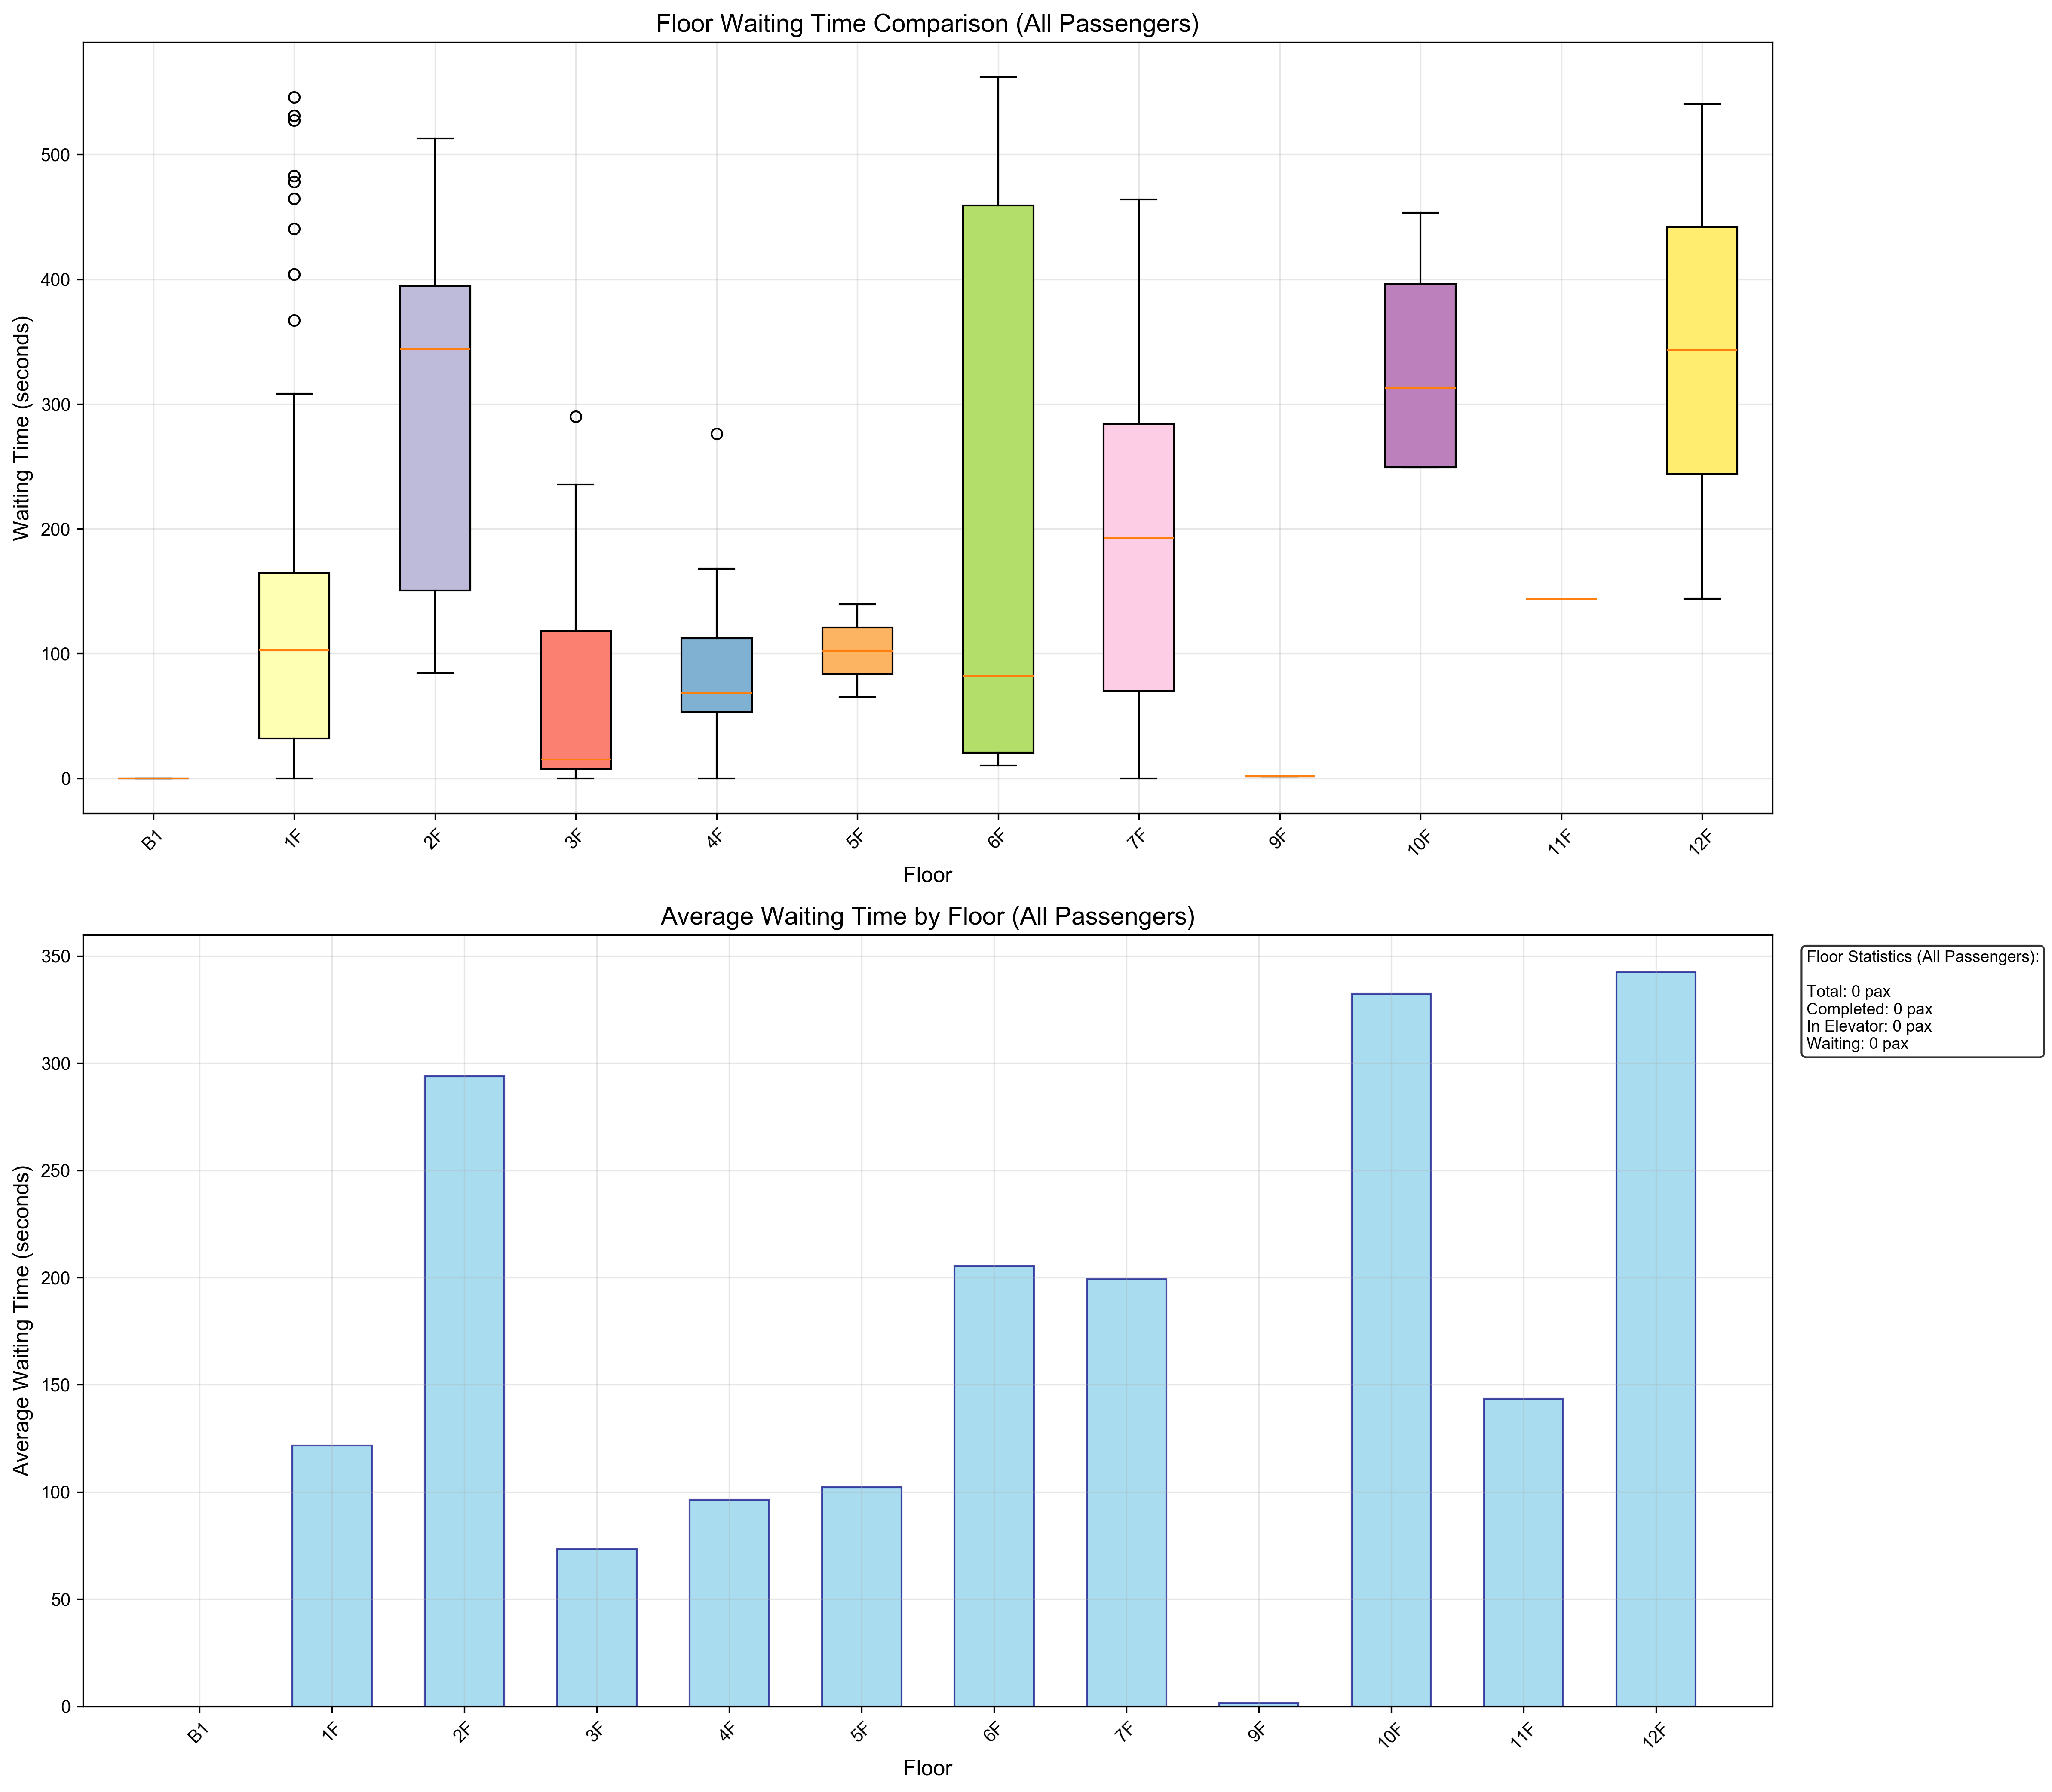 Floor Waiting Time Comparison (All Passengers)
Waiting Time (seconds)
500
400
300
200
100
0
B1 1F 2F 3F 4F 5F 6F 7F 9F 10F 11F 12F
Floor
Average Waiting Time by Floor (All Passengers)
Average Waiting Time (seconds)
350
300
250
200
150
100
50
0
B1 1F 2F 3F 4F 5F 6F 7F 9F 10F 11F 12F
Floor
Floor Statistics (All Passengers):
Total: 0 pax
Completed: 0 pax
In Elevator: 0 pax
Waiting: 0 pax